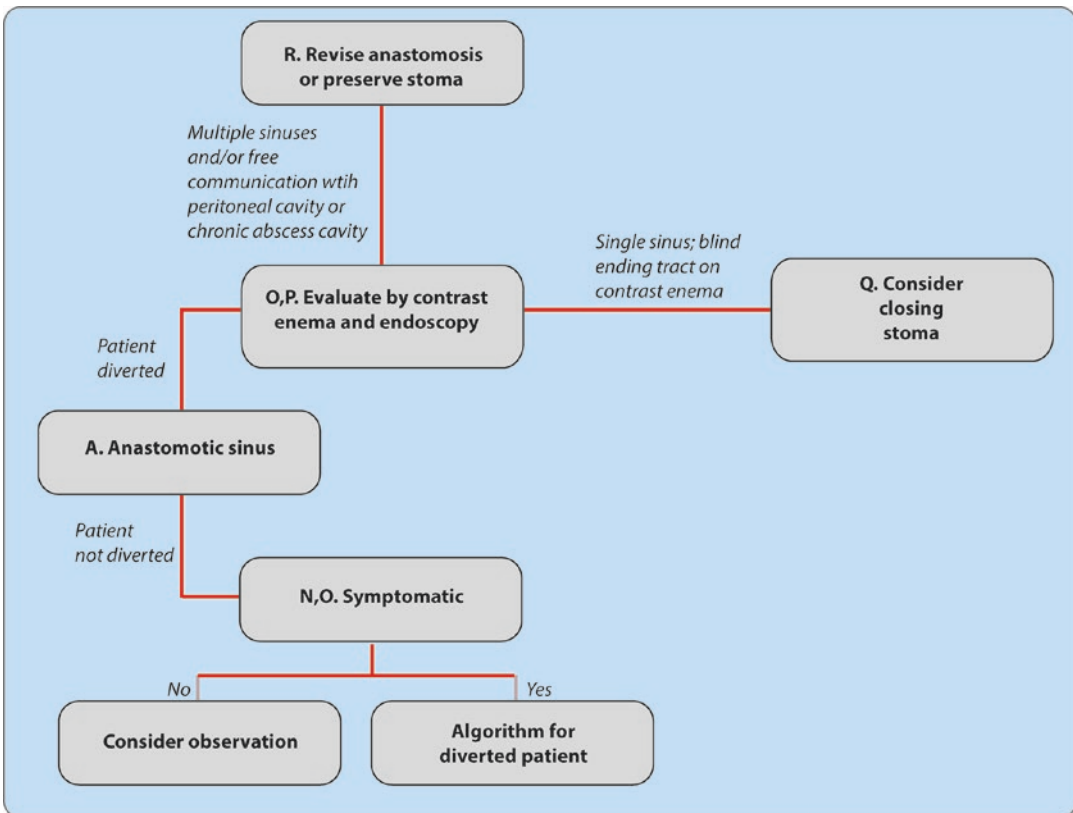 R. Revise anastomosis
or preserve stoma
Multiple sinuses
and/or free
communication wtih
peritoneal cavity or
chronic abscess cavity
Single sinus; blind
ending tract on
contrast enema
O,P. Evaluate by contrast
enema and endoscopy
Q. Consider
closing
stoma
Patient
diverted
A. Anastomotic sinus
Patient
not diverted
N,O. Symptomatic
No
Yes
Consider observation
Algorithm for
diverted patient